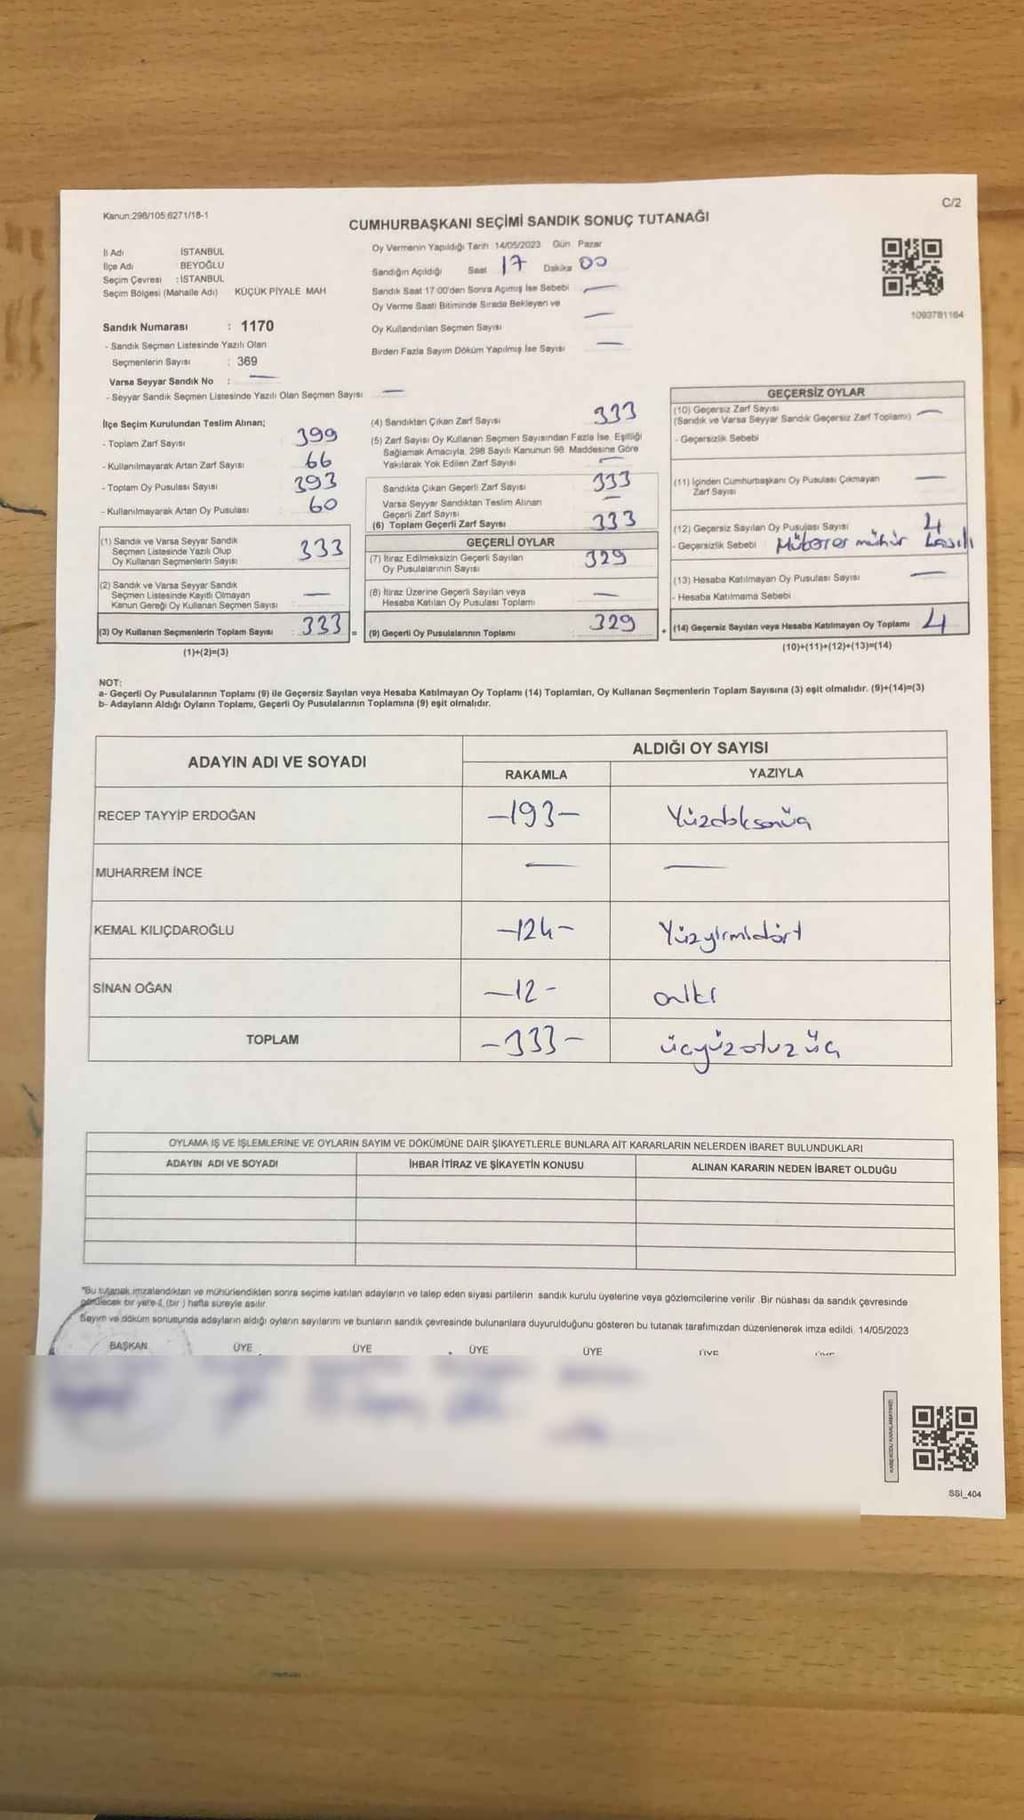 Kanun:298/105;6271/18-1
C/2
CUMHURBAŞKANI SEÇİMİ SANDIK SONUÇ TUTANAĞI
İl Adı İSTANBUL
İlçe Adı BEYOĞLU
Seçim Çevresi : İSTANBUL
Seçim Bölgesi (Mahalle Adı) KÜÇÜK PİYALE MAH
Sandık Numarası : 1170
- Sandık Seçmen Listesinde Yazılı Olan
Seçmenlerin Sayısı : 369
Varsa Seyyar Sandık No : —
- Seyyar Sandık Seçmen Listesinde Yazılı Olan Seçmen Sayısı —
Oy Vermenin Yapıldığı Tarih 14/05/2023 Gün Pazar
Sandığın Açıldığı Saat 17 Dakika 00
Sandık Saat 17:00'den Sonra Açımış İse Sebebi —
Oy Verme Saati Bitiminde Sırada Bekleyen ve
Oy Kullandırılan Seçmen Sayısı —
Birden Fazla Sayım Döküm Yapılmış İse Sayısı —
1093781164
İlçe Seçim Kurulundan Teslim Alınan;
- Toplam Zarf Sayısı 399
- Kullanılmayarak Artan Zarf Sayısı 66
- Toplam Oy Pusulası Sayısı 393
- Kullanılmayarak Artan Oy Pusulası 60
(1) Sandık ve Varsa Seyyar Sandık
Seçmen Listesinde Yazılı Olup
Oy Kullanan Seçmenlerin Sayısı 333
(2) Sandık ve Varsa Seyyar Sandık
Seçmen Listesinde Kayıtlı Olmayan
Kanun Gereği Oy Kullanan Seçmen Sayısı —
(3) Oy Kullanan Seçmenlerin Toplam Sayısı 333 =
(1)+(2)=(3)
(4) Sandıktan Çıkan Zarf Sayısı 333
(5) Zarf Sayısı Oy Kullanan Seçmen Sayısından Fazla İse, Eşitliği
Sağlamak Amacıyla, 298 Sayılı Kanunun 98. Maddesine Göre
Yakılarak Yok Edilen Zarf Sayısı —
Sandıkta Çıkan Geçerli Zarf Sayısı 333
Varsa Seyyar Sandıktan Teslim Alınan
Geçerli Zarf Sayısı —
(6) Toplam Geçerli Zarf Sayısı 333
GEÇERLİ OYLAR
(7) İtiraz Edilmeksizin Geçerli Sayılan
Oy Pusulalarının Sayısı 329
(8) İtiraz Üzerine Geçerli Sayılan veya
Hesaba Katılan Oy Pusulası Toplamı —
(9) Geçerli Oy Pusulalarının Toplamı 329 +
GEÇERSİZ OYLAR
(10) Geçersiz Zarf Sayısı
(Sandık ve Varsa Seyyar Sandık Geçersiz Zarf Toplamı) —
- Geçersizlik Sebebi
(11) İçinden Cumhurbaşkanı Oy Pusulası Çıkmayan
Zarf Sayısı —
(12) Geçersiz Sayılan Oy Pusulası Sayısı 4
- Geçersizlik Sebebi mühür basılı
(13) Hesaba Katılmayan Oy Pusulası Sayısı —
- Hesaba Katılmama Sebebi
(14) Geçersiz Sayılan veya Hesaba Katılmayan Oy Toplamı 4
(10)+(11)+(12)+(13)=(14)
NOT:
a- Geçerli Oy Pusulalarının Toplamı (9) ile Geçersiz Sayılan veya Hesaba Katılmayan Oy Toplamı (14) Toplamları, Oy Kullanan Seçmenlerin Toplam Sayısına (3) eşit olmalıdır. (9)+(14)=(3)
b- Adayların Aldığı Oyların Toplamı, Geçerli Oy Pusulalarının Toplamına (9) eşit olmalıdır.
ADAYIN ADI VE SOYADI
ALDIĞI OY SAYISI
RAKAMLA YAZIYLA
RECEP TAYYİP ERDOĞAN -193- Yüzdoksanüç
MUHARREM İNCE — —
KEMAL KILIÇDAROĞLU -124- Yüzyirmidört
SİNAN OĞAN -12- oniki
TOPLAM -333- üçyüzotuzüç
OYLAMA İŞ VE İŞLEMLERİNE VE OYLARIN SAYIM VE DÖKÜMÜNE DAİR ŞİKAYETLERLE BUNLARA AİT KARARLARIN NELERDEN İBARET BULUNDUKLARI
ADAYIN ADI VE SOYADI İHBAR İTİRAZ VE ŞİKAYETİN KONUSU ALINAN KARARIN NEDEN İBARET OLDUĞU
*Bu tutanak imzalandıktan ve mühürlendikten sonra seçime katılan adayların ve talep eden siyasi partilerin sandık kurulu üyelerine veya gözlemcilerine verilir. Bir nüshası da sandık çevresinde
görülecek bir yere 1 (bir) hafta süreyle asılır.
Sayım ve döküm sonusunda adayların aldığı oyların sayılarını ve bunların sandık çevresinde bulunanlara duyurulduğunu gösteren bu tutanak tarafımızdan düzenlenerek imza edildi. 14/05/2023
BAŞKAN ÜYE ÜYE ÜYE ÜYE ÜYE
SSI_404